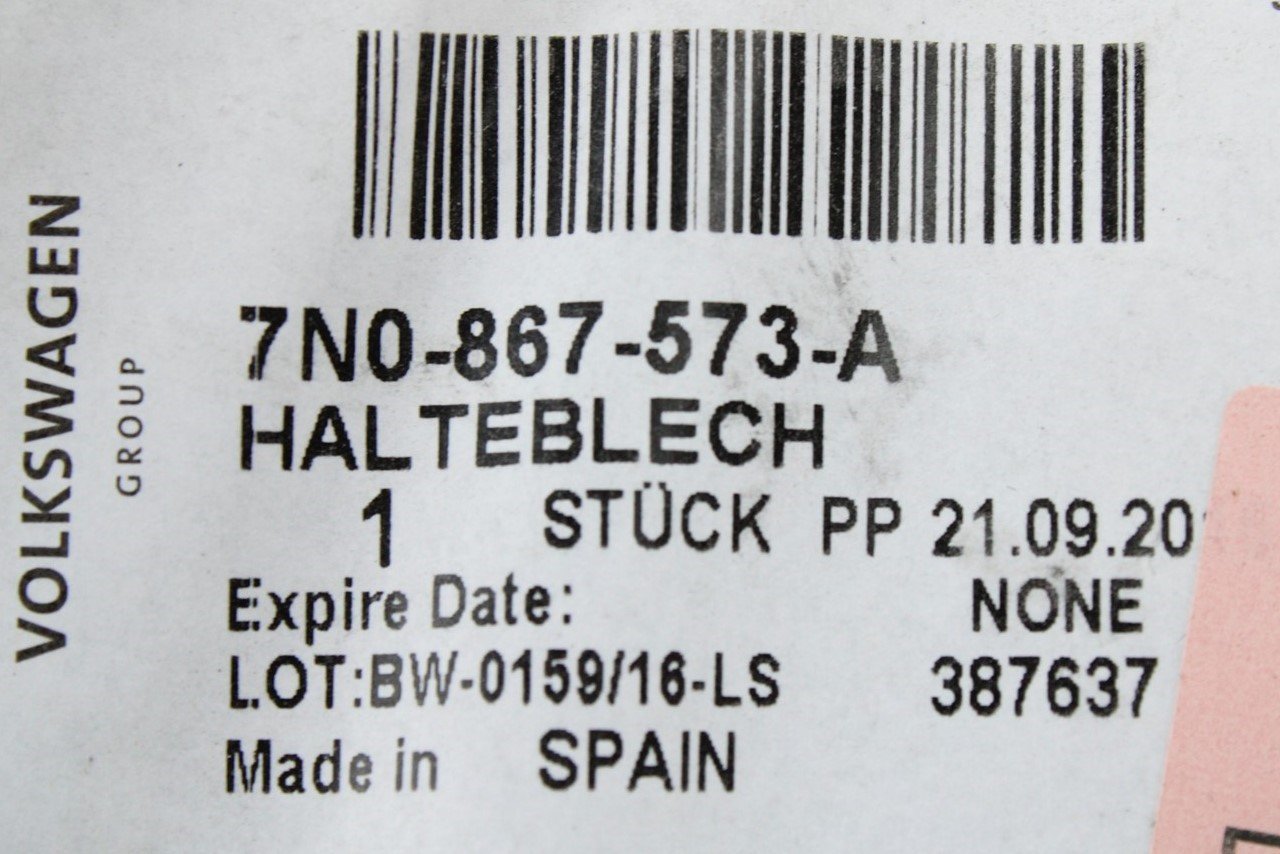 VOLKSWAGEN
GROUP
7N0-867-573-A
HALTEBLECH
1 STÜCK PP 21.09.20
Expire Date: NONE
LOT:BW-0159/16-LS 387637
Made in SPAIN